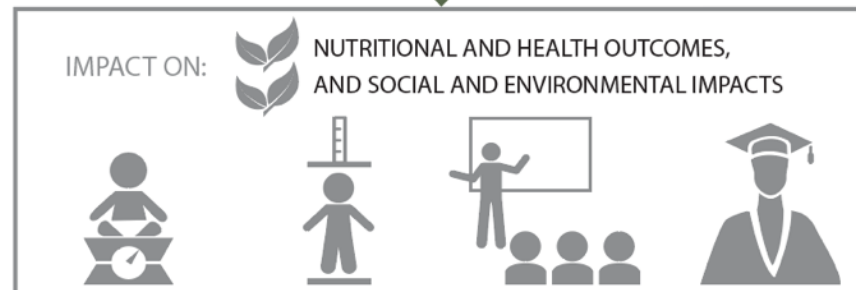 IMPACT ON:
NUTRITIONAL AND HEALTH OUTCOMES,
AND SOCIAL AND ENVIRONMENTAL IMPACTS